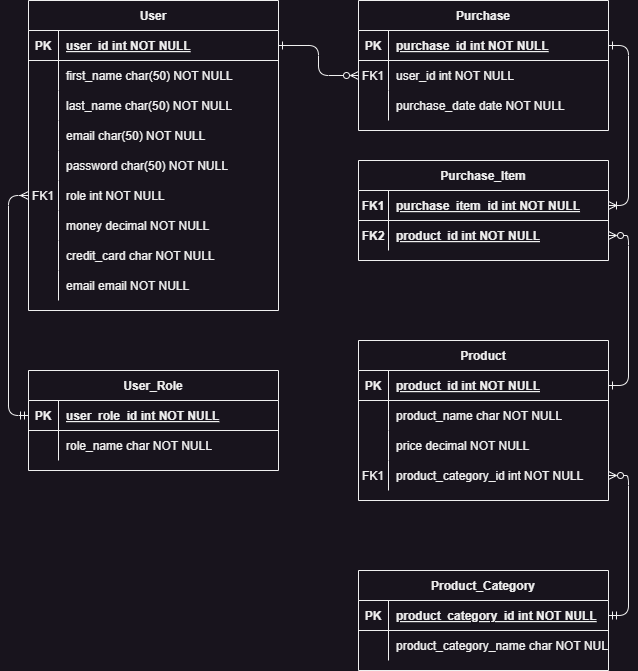 User
PK user_id int NOT NULL
first_name char(50) NOT NULL
last_name char(50) NOT NULL
email char(50) NOT NULL
password char(50) NOT NULL
FK1 role int NOT NULL
money decimal NOT NULL
credit_card char NOT NULL
email email NOT NULL
User_Role
PK user_role_id int NOT NULL
role_name char NOT NULL
Purchase
PK purchase_id int NOT NULL
FK1 user_id int NOT NULL
purchase_date date NOT NULL
Purchase_Item
FK1 purchase_item_id int NOT NULL
FK2 product_id int NOT NULL
Product
PK product_id int NOT NULL
product_name char NOT NULL
price decimal NOT NULL
FK1 product_category_id int NOT NULL
Product_Category
PK product_category_id int NOT NULL
product_category_name char NOT NUL